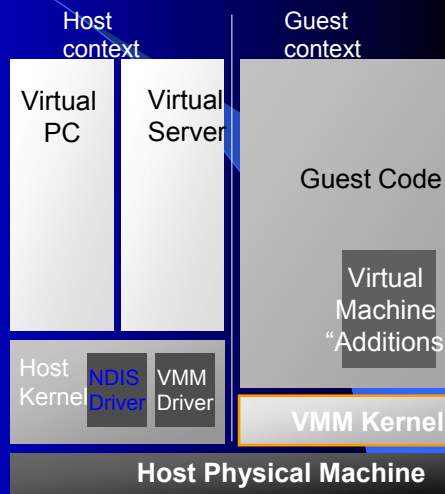 Host
context
Guest
context
Virtual
PC
Virtual
Server
Guest Code
Virtual
Machine
“Additions
Host
Kernel
NDIS
Driver
VMM
Driver
VMM Kernel
Host Physical Machine